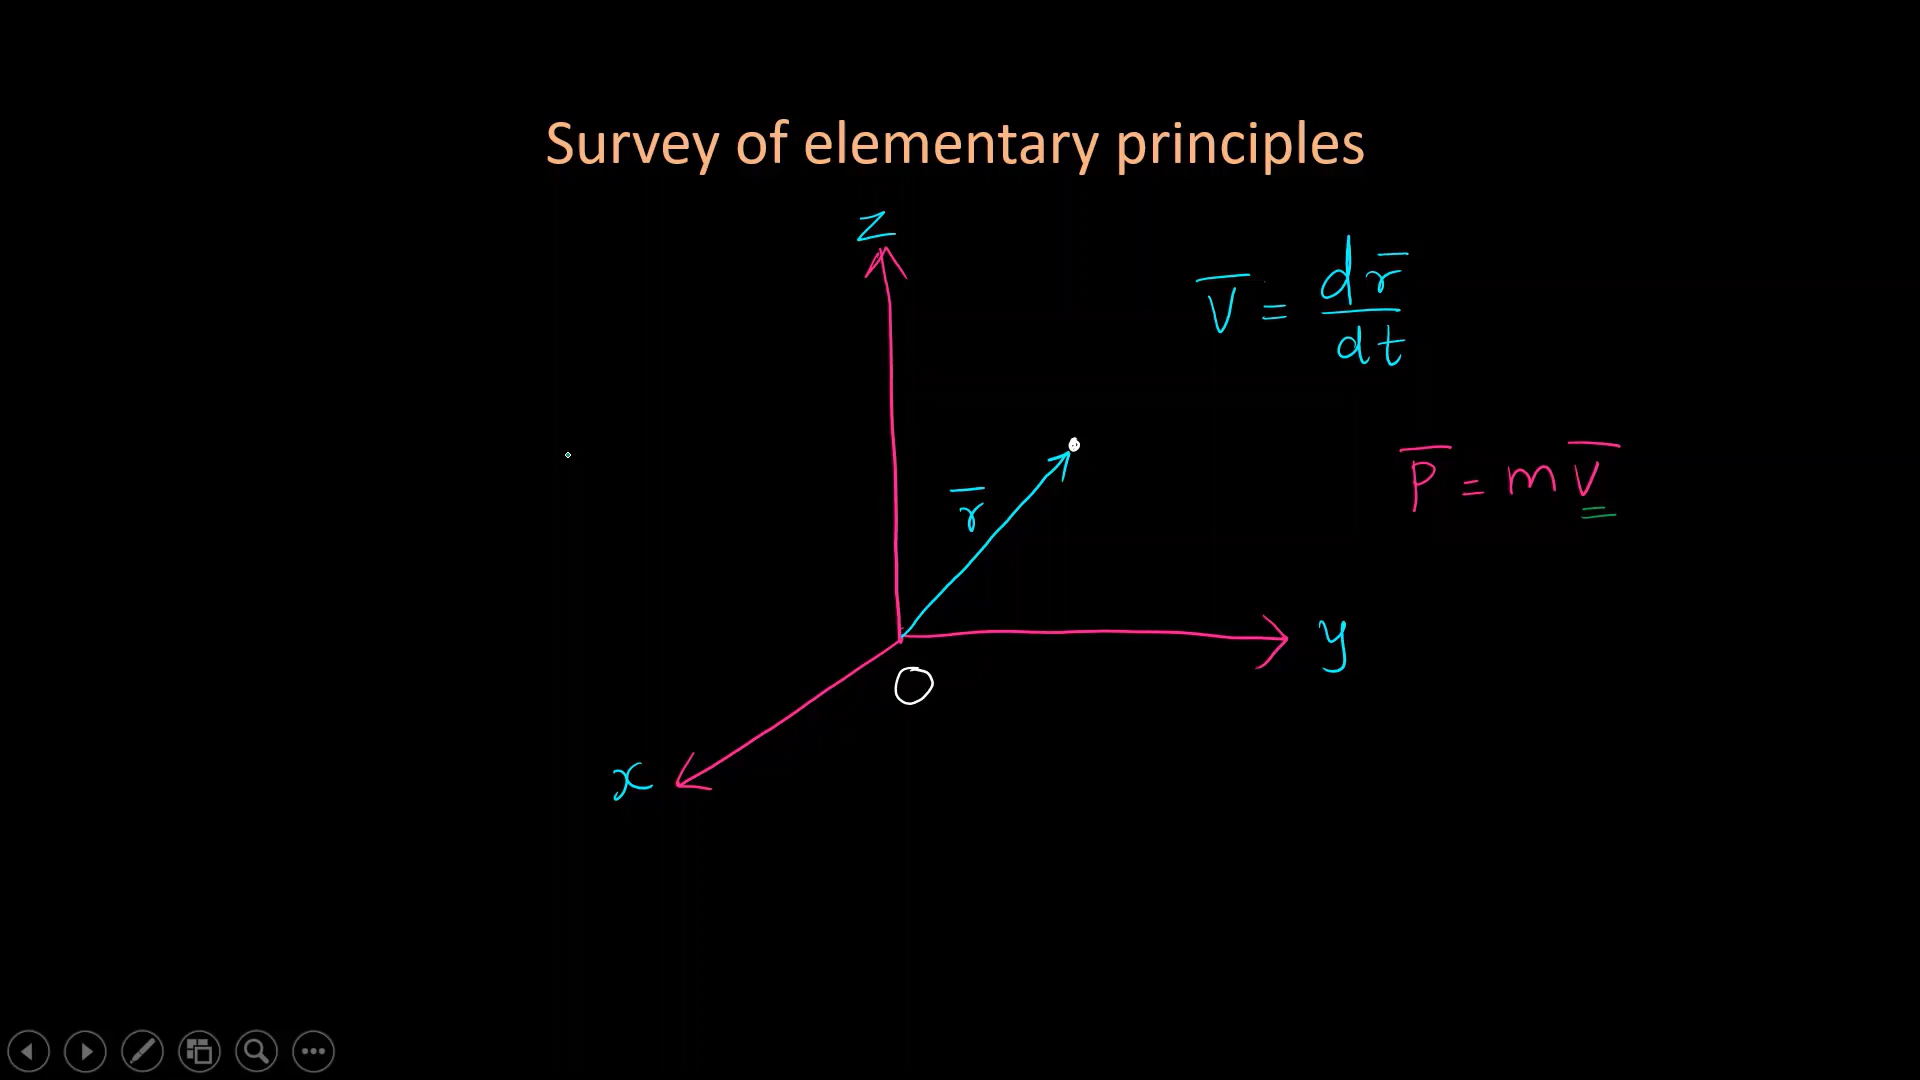 Survey of elementary principles
z
V̅ = dr̅/dt
r̅
P̅ = mV̅
y
O
x